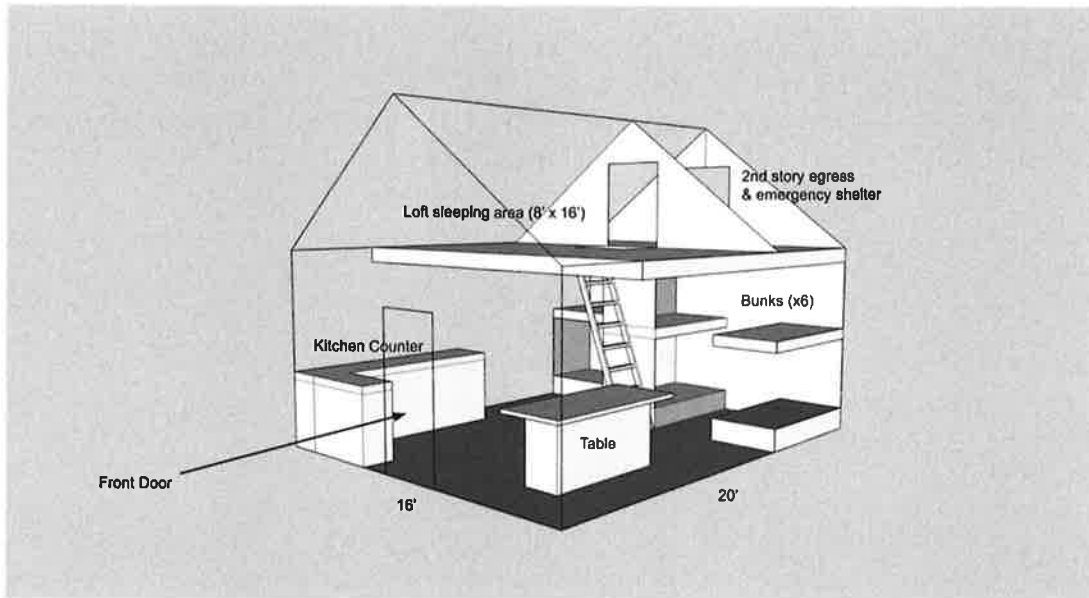 2nd story egress
& emergency shelter
Loft sleeping area (8' x 16')
Bunks (x6)
Kitchen Counter
Table
Front Door
16'
20'